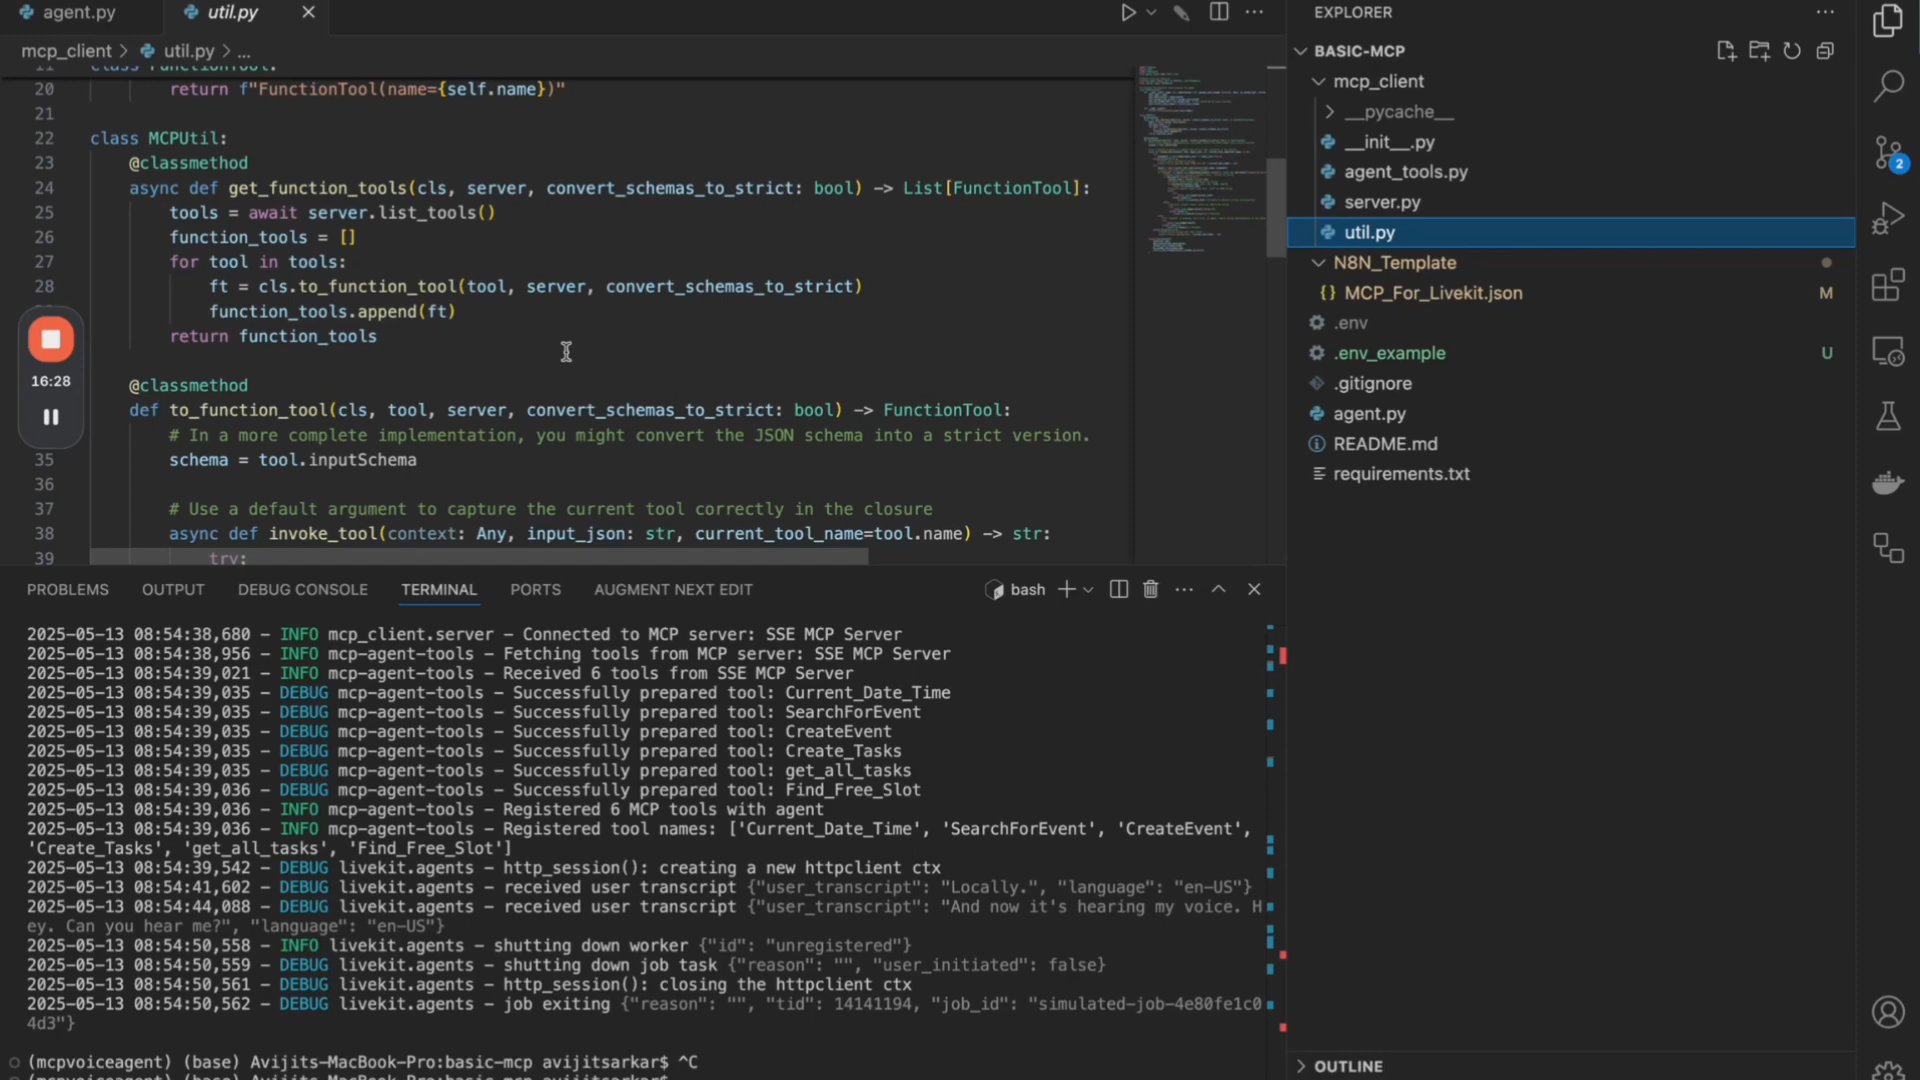 agent.py
util.py
mcp_client > util.py > ...
20 return f"FunctionTool(name={self.name})"
21
22 class MCPUtil:
23 @classmethod
24 async def get_function_tools(cls, server, convert_schemas_to_strict: bool) -> List[FunctionTool]:
25 tools = await server.list_tools()
26 function_tools = []
27 for tool in tools:
28 ft = cls.to_function_tool(tool, server, convert_schemas_to_strict)
function_tools.append(ft)
return function_tools
@classmethod
def to_function_tool(cls, tool, server, convert_schemas_to_strict: bool) -> FunctionTool:
# In a more complete implementation, you might convert the JSON schema into a strict version.
35 schema = tool.inputSchema
36
37 # Use a default argument to capture the current tool correctly in the closure
38 async def invoke_tool(context: Any, input_json: str, current_tool_name=tool.name) -> str:
39 try:
16:28
PROBLEMS OUTPUT DEBUG CONSOLE TERMINAL PORTS AUGMENT NEXT EDIT
bash
2025-05-13 08:54:38,680 - INFO mcp_client.server - Connected to MCP server: SSE MCP Server
2025-05-13 08:54:38,956 - INFO mcp-agent-tools - Fetching tools from MCP server: SSE MCP Server
2025-05-13 08:54:39,021 - INFO mcp-agent-tools - Received 6 tools from SSE MCP Server
2025-05-13 08:54:39,035 - DEBUG mcp-agent-tools - Successfully prepared tool: Current_Date_Time
2025-05-13 08:54:39,035 - DEBUG mcp-agent-tools - Successfully prepared tool: SearchForEvent
2025-05-13 08:54:39,035 - DEBUG mcp-agent-tools - Successfully prepared tool: CreateEvent
2025-05-13 08:54:39,035 - DEBUG mcp-agent-tools - Successfully prepared tool: Create_Tasks
2025-05-13 08:54:39,035 - DEBUG mcp-agent-tools - Successfully prepared tool: get_all_tasks
2025-05-13 08:54:39,036 - DEBUG mcp-agent-tools - Successfully prepared tool: Find_Free_Slot
2025-05-13 08:54:39,036 - INFO mcp-agent-tools - Registered 6 MCP tools with agent
2025-05-13 08:54:39,036 - INFO mcp-agent-tools - Registered tool names: ['Current_Date_Time', 'SearchForEvent', 'CreateEvent',
'Create_Tasks', 'get_all_tasks', 'Find_Free_Slot']
2025-05-13 08:54:39,542 - DEBUG livekit.agents - http_session(): creating a new httpclient ctx
2025-05-13 08:54:41,602 - DEBUG livekit.agents - received user transcript {"user_transcript": "Locally.", "language": "en-US"}
2025-05-13 08:54:44,088 - DEBUG livekit.agents - received user transcript {"user_transcript": "And now it's hearing my voice. H
ey. Can you hear me?", "language": "en-US"}
2025-05-13 08:54:50,558 - INFO livekit.agents - shutting down worker {"id": "unregistered"}
2025-05-13 08:54:50,559 - DEBUG livekit.agents - shutting down job task {"reason": "", "user_initiated": false}
2025-05-13 08:54:50,561 - DEBUG livekit.agents - http_session(): closing the httpclient ctx
2025-05-13 08:54:50,562 - DEBUG livekit.agents - job exiting {"reason": "", "tid": 14141194, "job_id": "simulated-job-4e80fe1c0
4d3"}
(mcpvoiceagent) (base) Avijits-MacBook-Pro:basic-mcp avijitsarkar$ ^C
EXPLORER
BASIC-MCP
mcp_client
__pycache__
__init__.py
agent_tools.py
server.py
util.py
N8N_Template
{} MCP_For_Livekit.json M
.env
.env_example U
.gitignore
agent.py
README.md
requirements.txt
OUTLINE
2